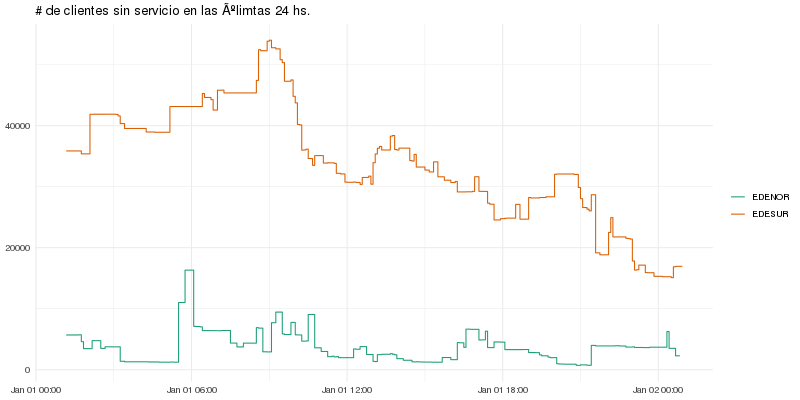 # de clientes sin servicio en las Ãºlimtas 24 hs.
40000
20000
0
Jan 01 00:00
Jan 01 06:00
Jan 01 12:00
Jan 01 18:00
Jan 02 00:00
EDENOR
EDESUR